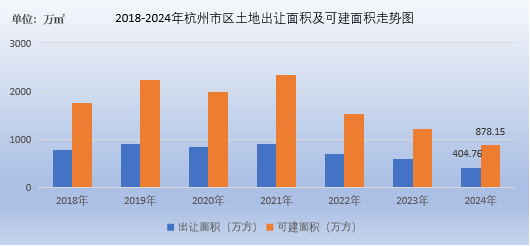 单位：万㎡
2018-2024年杭州市区土地出让面积及可建面积走势图
3000
2000
1000
0
404.76
878.15
2018年 2019年 2020年 2021年 2022年 2023年 2024年
出让面积（万方） 可建面积（万方）